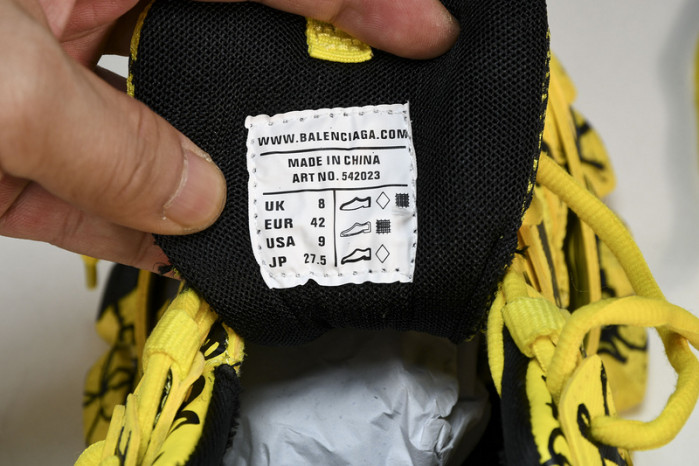 WWW.BALENCIAGA.COM
MADE IN CHINA
ART NO. 542023
UK 8
EUR 42
USA 9
JP 27.5